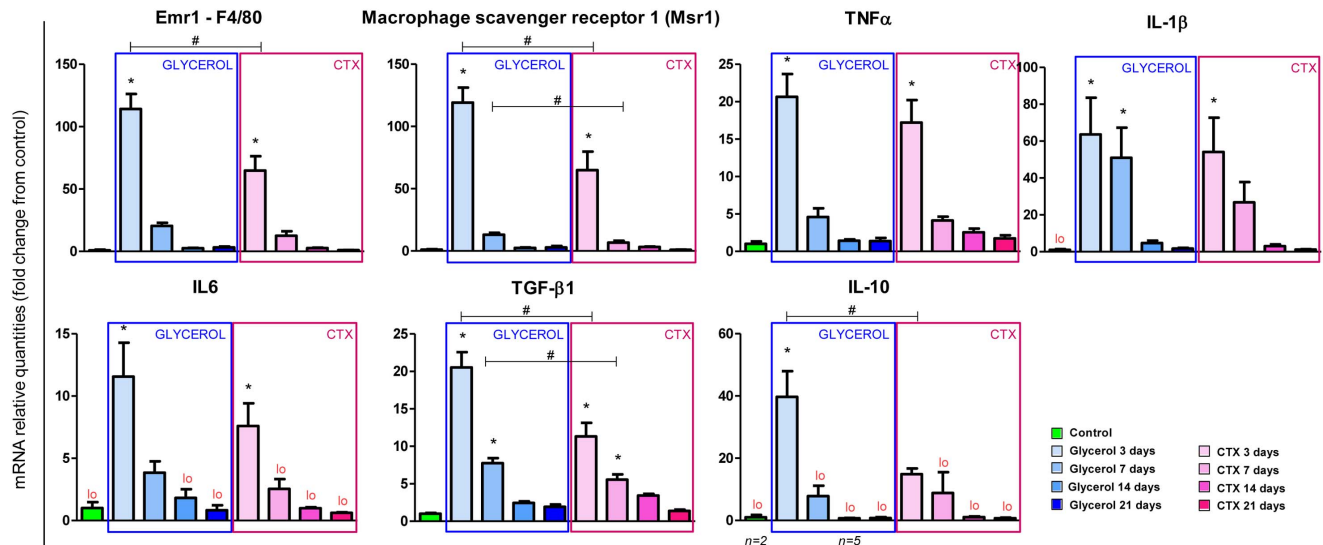 mRNA relative quantities (fold change from control)
Emr1 - F4/80
#
150
100
50
0
GLYCEROL
CTX
*
*
Macrophage scavenger receptor 1 (Msr1)
#
#
150
100
50
0
GLYCEROL
CTX
*
*
TNFα
25
20
15
10
5
0
GLYCEROL
CTX
*
*
IL-1β
100
80
60
40
20
0
GLYCEROL
CTX
lo
*
*
*
IL6
15
10
5
0
GLYCEROL
CTX
lo
*
lo
lo
*
lo
lo
lo
TGF-β1
#
#
25
20
15
10
5
0
GLYCEROL
CTX
*
*
*
*
IL-10
#
60
40
20
0
GLYCEROL
CTX
lo
*
lo
lo
lo
lo
lo
lo
n=2
n=5
Control
Glycerol 3 days
Glycerol 7 days
Glycerol 14 days
Glycerol 21 days
CTX 3 days
CTX 7 days
CTX 14 days
CTX 21 days